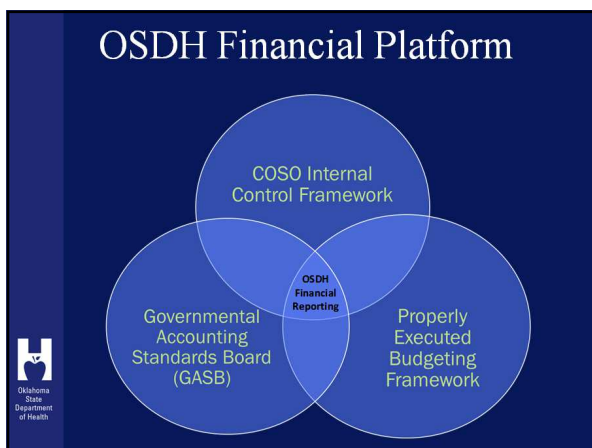 OSDH Financial Platform
COSO Internal
Control Framework
OSDH
Financial
Reporting
Governmental
Accounting
Standards Board
(GASB)
Properly
Executed
Budgeting
Framework
Oklahoma
State
Department
of Health